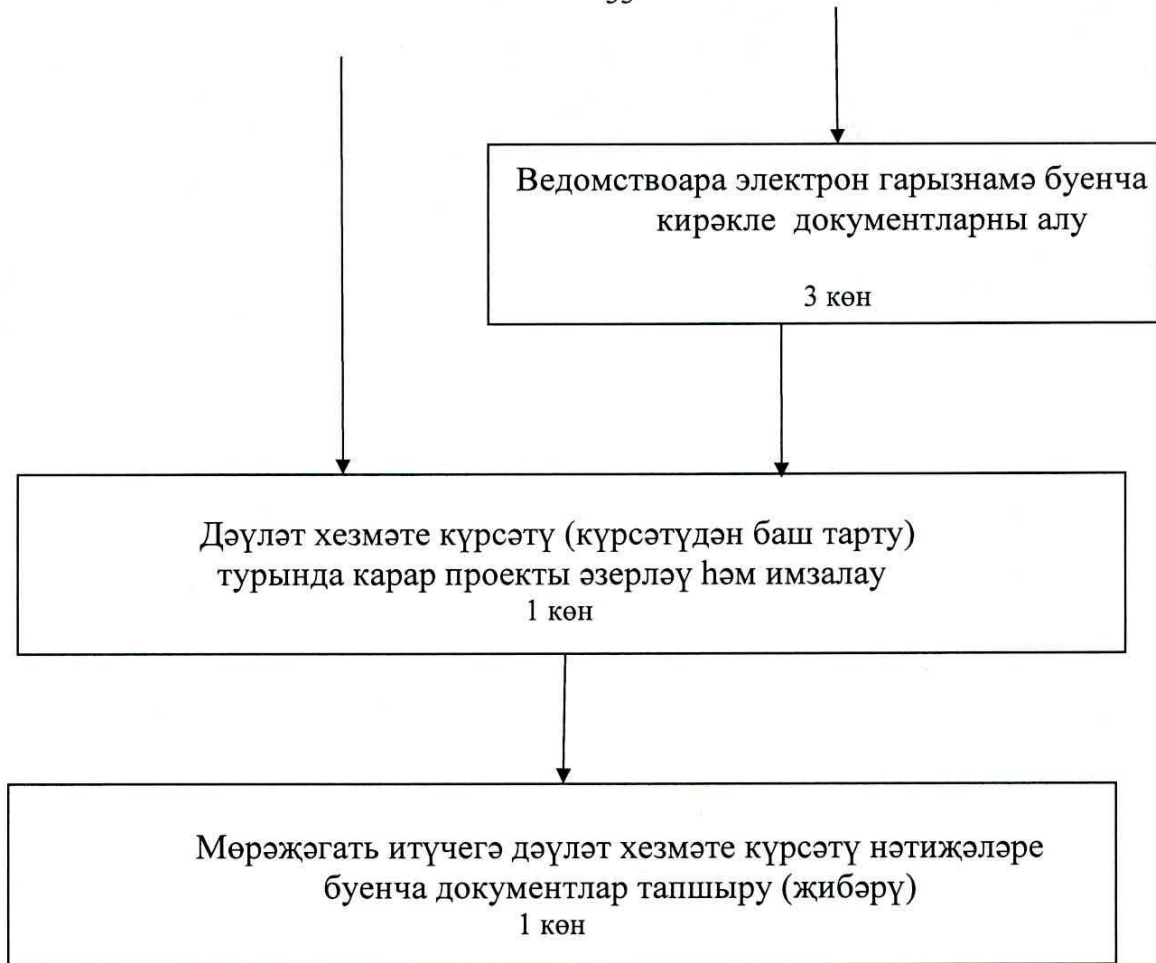 Ведомствоара электрон гарызнамә буенча
кирәкле документларны алу
3 көн
Дәүләт хезмәте күрсәтү (күрсәтүдән баш тарту)
турында карар проекты әзерләү һәм имзалау
1 көн
Мөрәҗәгать итүчегә дәүләт хезмәте күрсәтү нәтиҗәләре
буенча документлар тапшыру (җибәрү)
1 көн